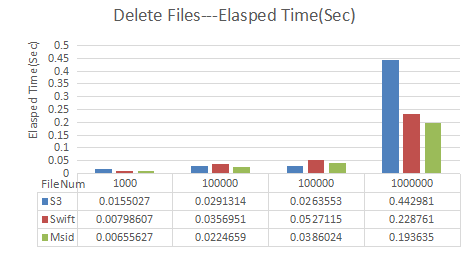 Delete Files---Elasped Time(Sec)
Elasped Time(Sec)
0.5
0.45
0.4
0.35
0.3
0.25
0.2
0.15
0.1
0.05
0
FileNum 1000 100000 100000 1000000
S3 0.0155027 0.0291314 0.0263553 0.442981
Swift 0.00798607 0.0356951 0.0527115 0.228761
Msid 0.00655627 0.0224659 0.0386024 0.193635